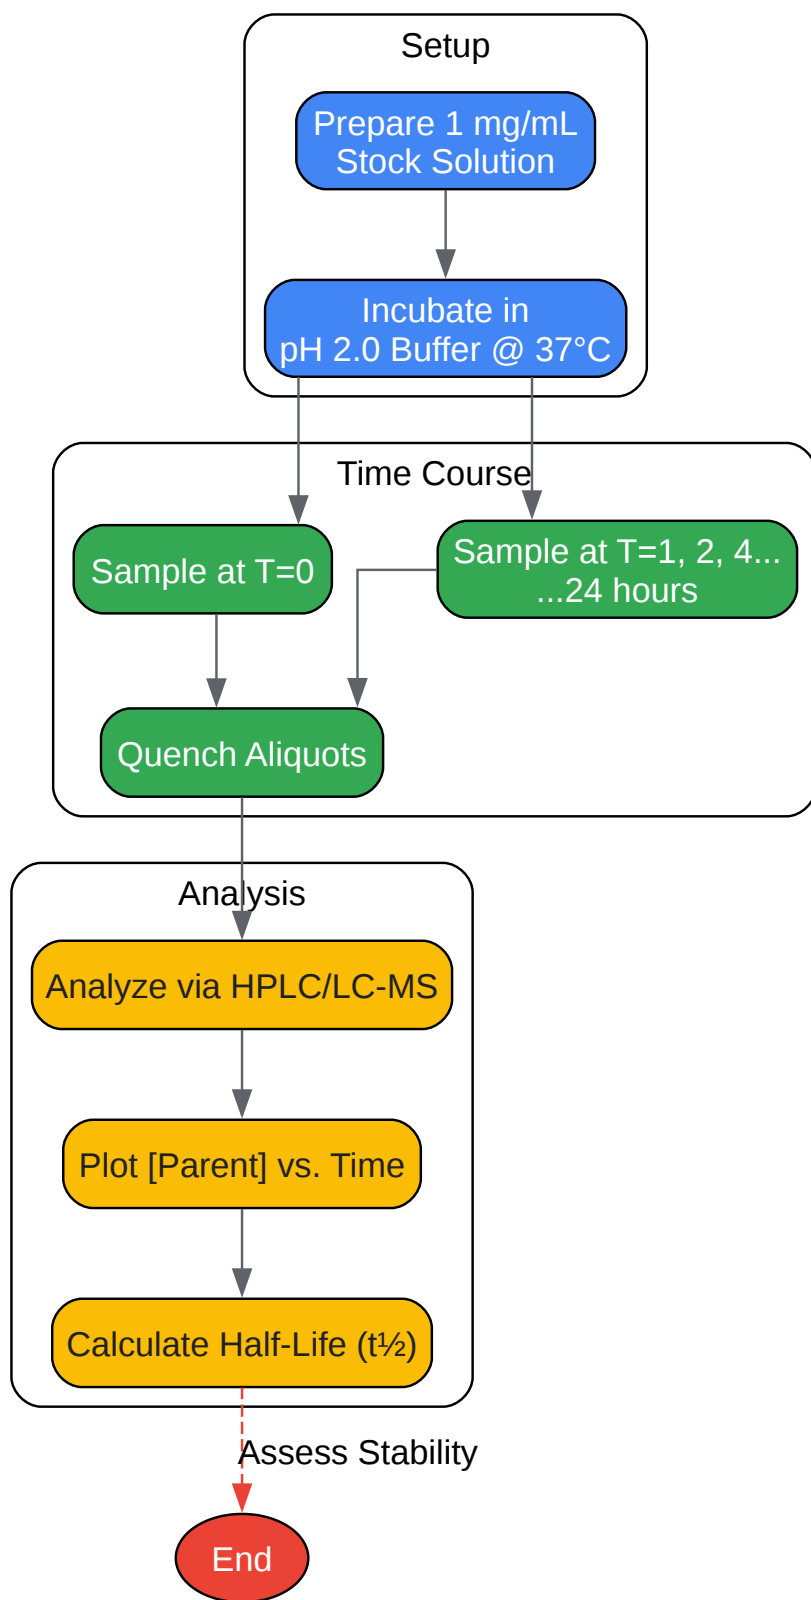 Setup
Prepare 1 mg/mL
Stock Solution
Incubate in
pH 2.0 Buffer @ 37°C
Time Course
Sample at T=0
Sample at T=1, 2, 4...
...24 hours
Quench Aliquots
Analysis
Analyze via HPLC/LC-MS
Plot [Parent] vs. Time
Calculate Half-Life (t½)
Assess Stability
End